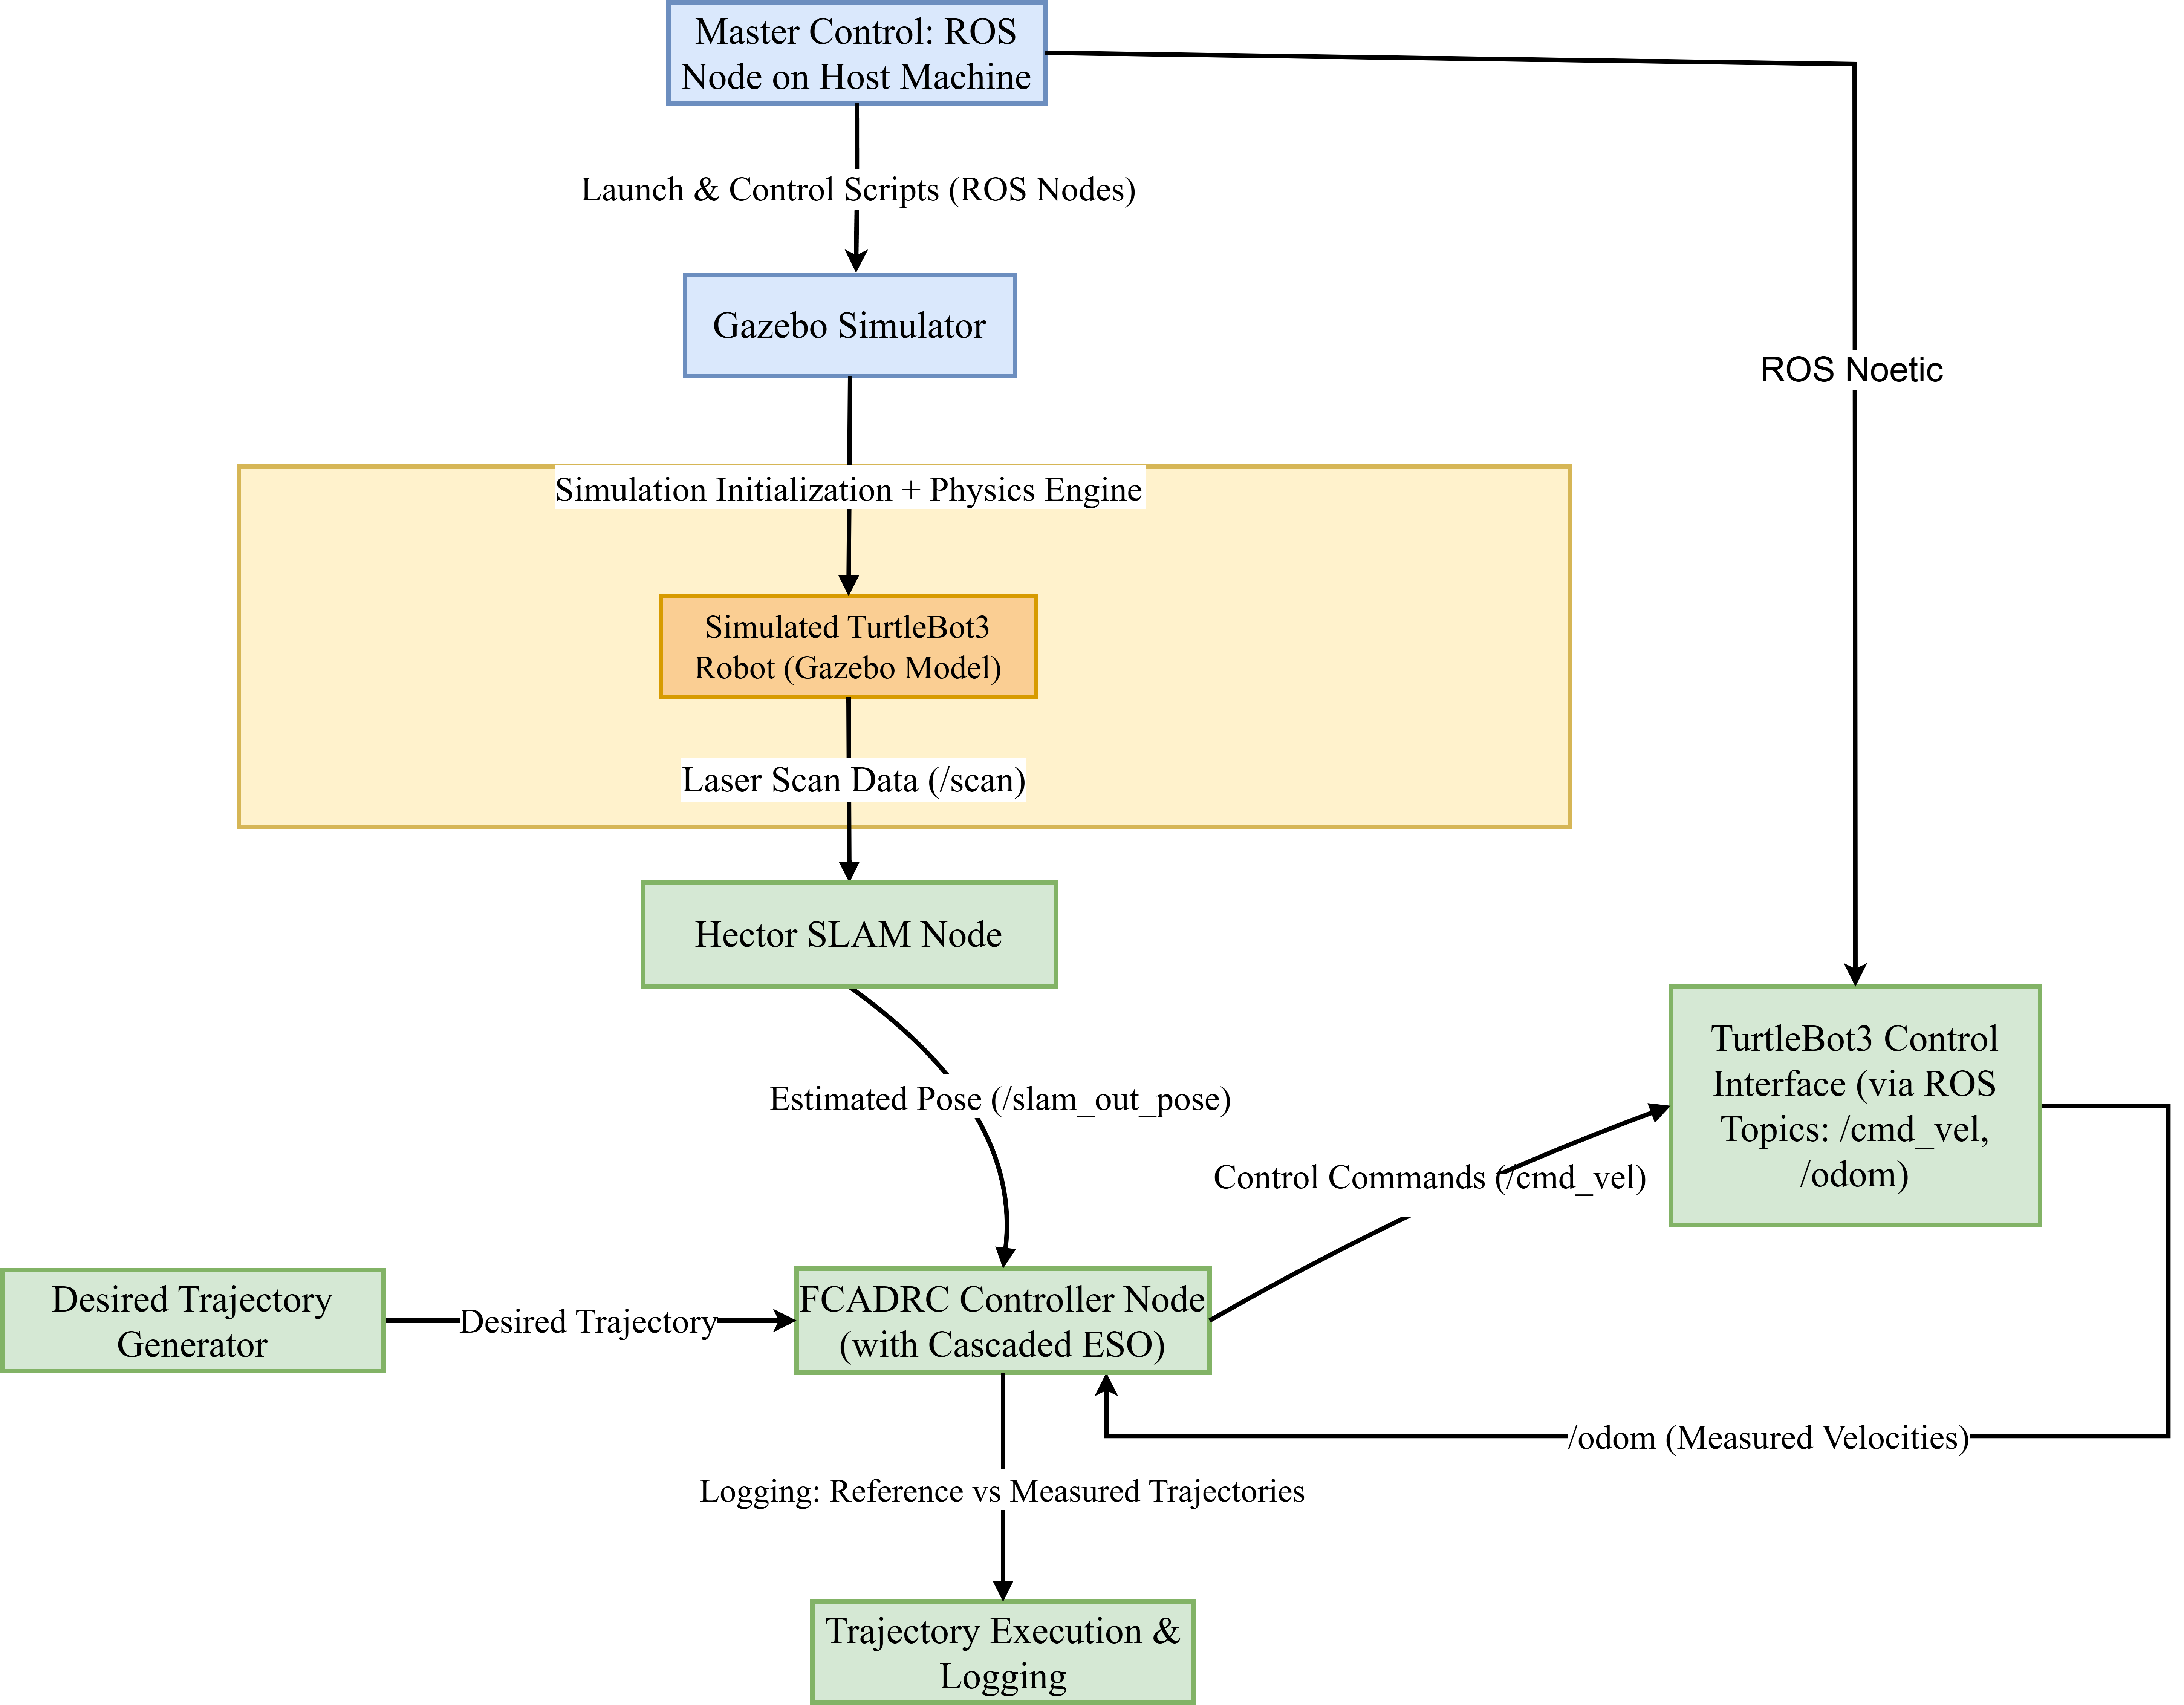 Master Control: ROS
Node on Host Machine
Launch & Control Scripts (ROS Nodes)
Gazebo Simulator
ROS Noetic
Simulation Initialization + Physics Engine
Simulated TurtleBot3
Robot (Gazebo Model)
Laser Scan Data (/scan)
Hector SLAM Node
TurtleBot3 Control
Interface (via ROS
Topics: /cmd_vel,
/odom)
Estimated Pose (/slam_out_pose)
Control Commands (/cmd_vel)
Desired Trajectory
Generator
Desired Trajectory
FCADRC Controller Node
(with Cascaded ESO)
/odom (Measured Velocities)
Logging: Reference vs Measured Trajectories
Trajectory Execution &
Logging